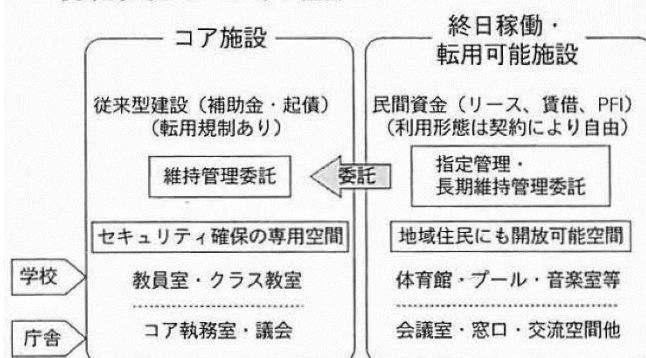 コア施設
従来型建設（補助金・起債）
（転用規制あり）
維持管理委託
セキュリティ確保の専用空間
教員室・クラス教室
コア執務室・議会
委託
終日稼働・
転用可能施設
民間資金（リース、賃借、PFI）
（利用形態は契約により自由）
指定管理・
長期維持管理委託
地域住民にも開放可能空間
体育館・プール・音楽室等
会議室・窓口・交流空間他
学校
庁舎